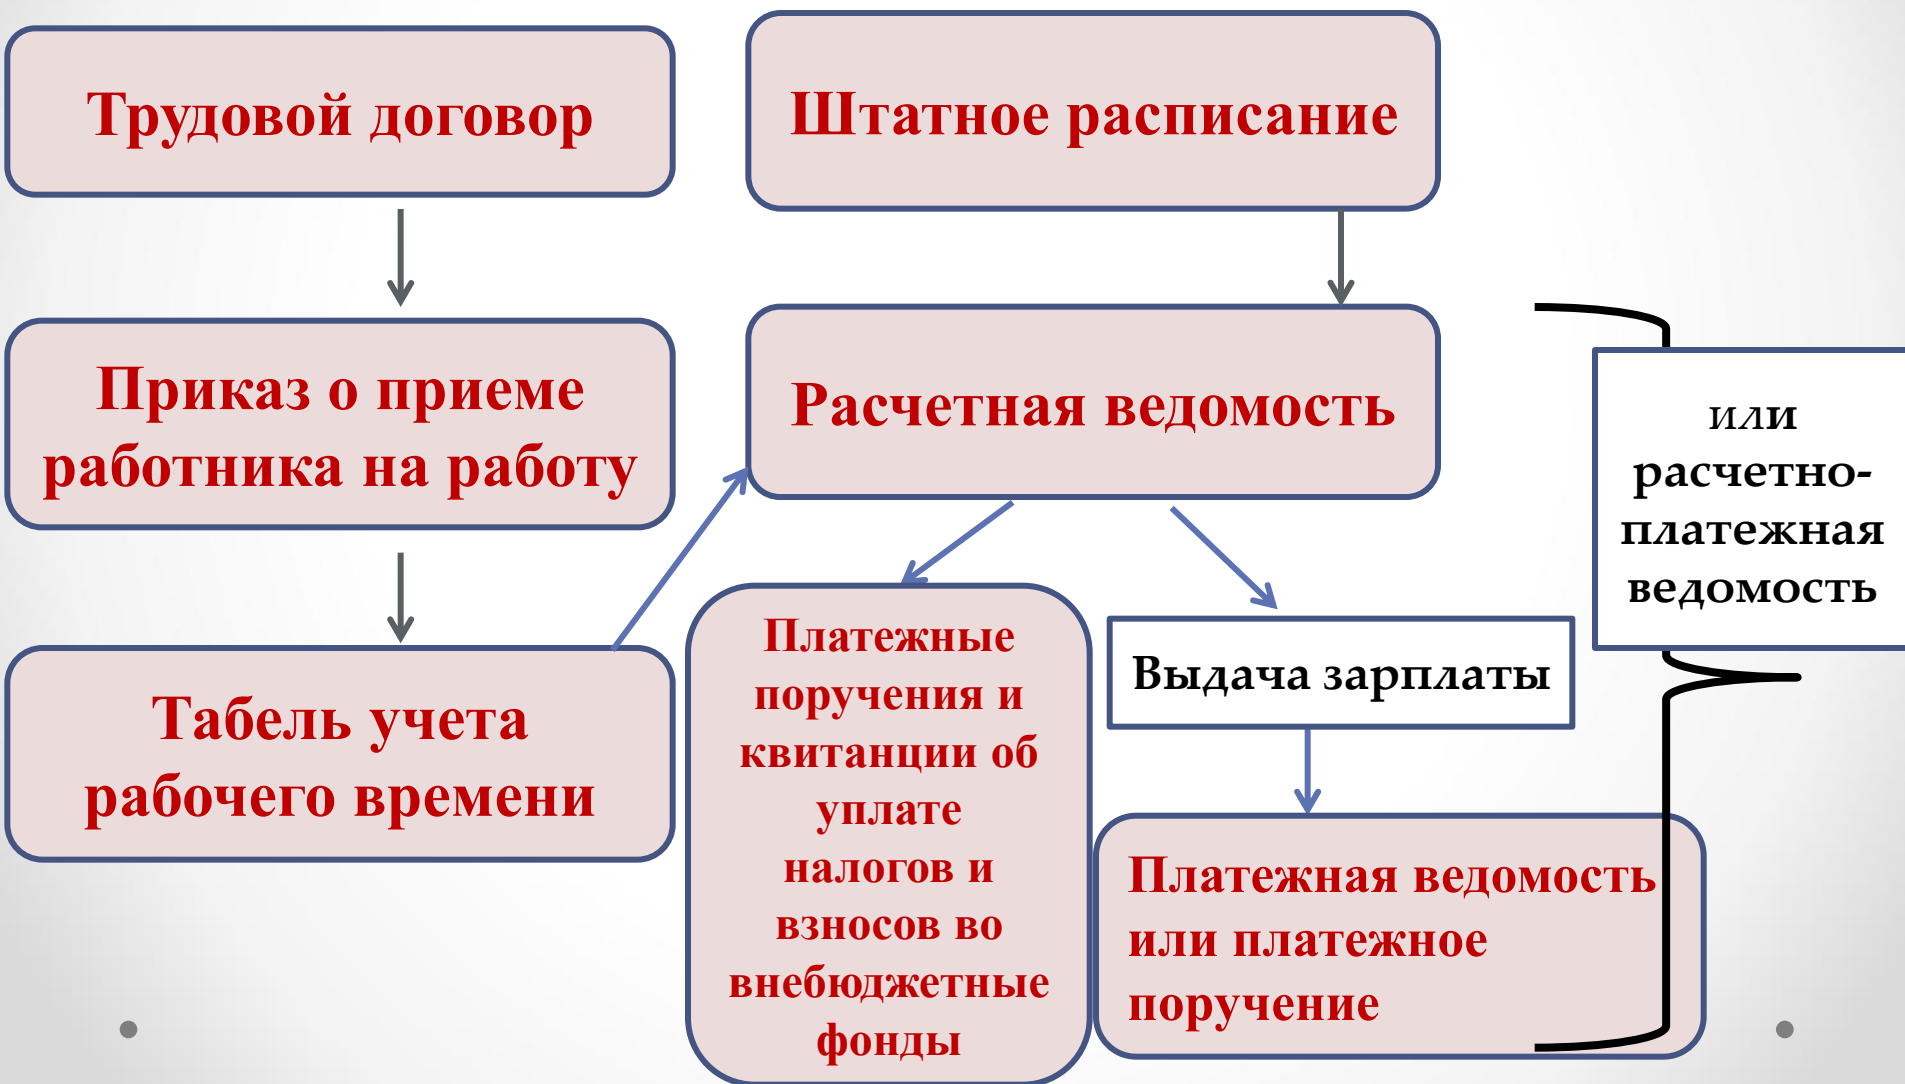 Трудовой договор
Штатное расписание
Приказ о приеме
работника на работу
Расчетная ведомость
или
расчетно-
платежная
ведомость
Табель учета
рабочего времени
Платежные
поручения и
квитанции об
уплате
налогов и
взносов во
внебюджетные
фонды
Выдача зарплаты
Платежная ведомость
или платежное
поручение